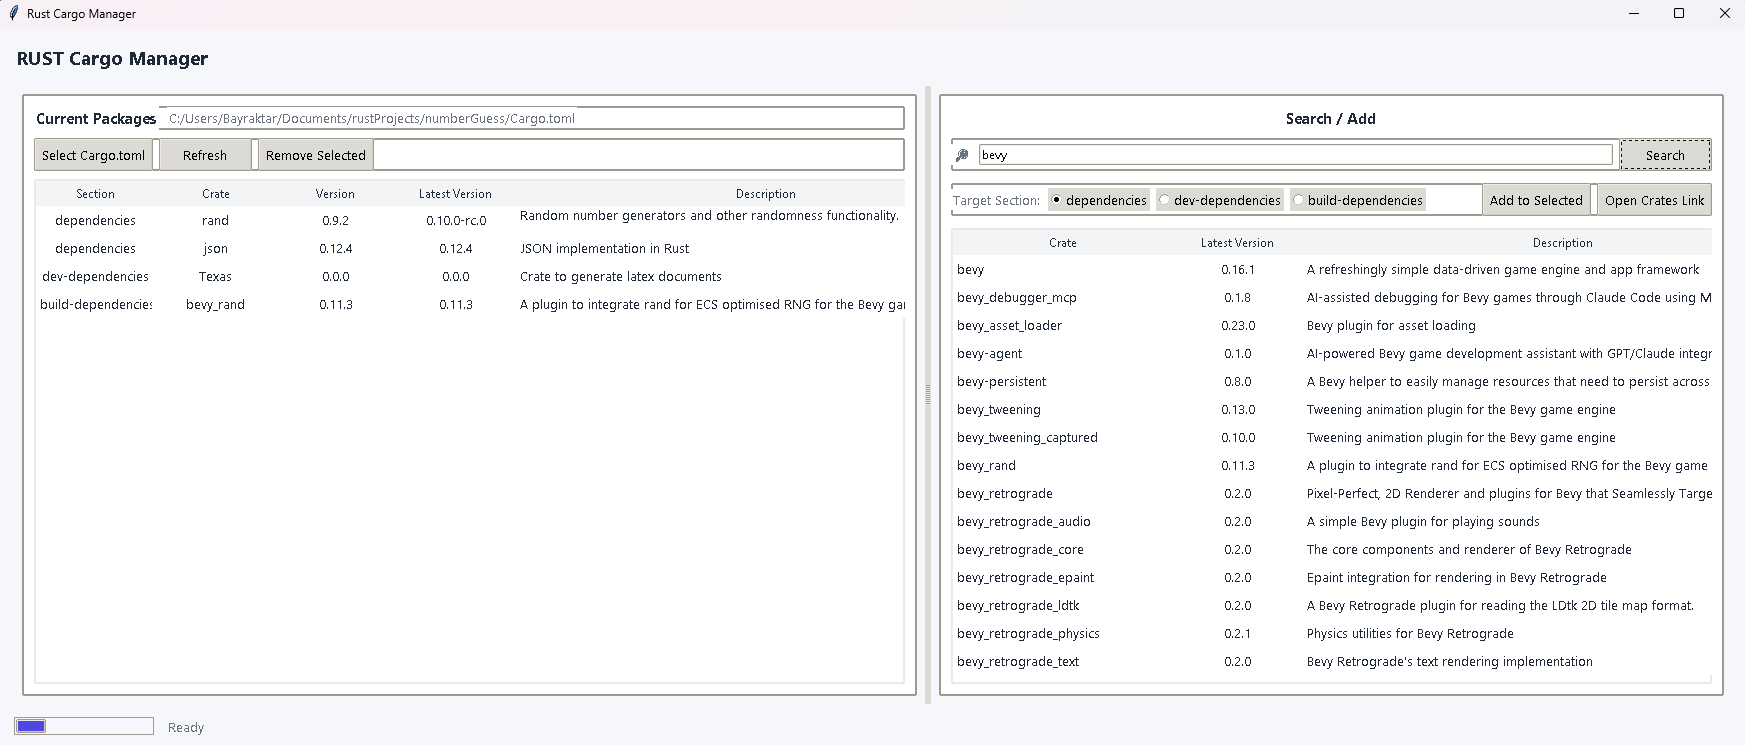 Rust Cargo Manager
RUST Cargo Manager
Current Packages C:/Users/Bayraktar/Documents/rustProjects/numberGuess/Cargo.toml
Select Cargo.toml Refresh Remove Selected
Section Crate Version Latest Version Description
dependencies rand 0.9.2 0.10.0-rc.0 Random number generators and other randomness functionality.
dependencies json 0.12.4 0.12.4 JSON implementation in Rust
dev-dependencies Texas 0.0.0 0.0.0 Crate to generate latex documents
build-dependencies bevy_rand 0.11.3 0.11.3 A plugin to integrate rand for ECS optimised RNG for the Bevy gar
Search / Add
bevy Search
Target Section: dependencies dev-dependencies build-dependencies Add to Selected Open Crates Link
Crate Latest Version Description
bevy 0.16.1 A refreshingly simple data-driven game engine and app framework
bevy_debugger_mcp 0.1.8 AI-assisted debugging for Bevy games through Claude Code using M
bevy_asset_loader 0.23.0 Bevy plugin for asset loading
bevy-agent 0.1.0 AI-powered Bevy game development assistant with GPT/Claude integr
bevy-persistent 0.8.0 A Bevy helper to easily manage resources that need to persist across
bevy_tweening 0.13.0 Tweening animation plugin for the Bevy game engine
bevy_tweening_captured 0.10.0 Tweening animation plugin for the Bevy game engine
bevy_rand 0.11.3 A plugin to integrate rand for ECS optimised RNG for the Bevy game
bevy_retrograde 0.2.0 Pixel-Perfect, 2D Renderer and plugins for Bevy that Seamlessly Targe
bevy_retrograde_audio 0.2.0 A simple Bevy plugin for playing sounds
bevy_retrograde_core 0.2.0 The core components and renderer of Bevy Retrograde
bevy_retrograde_epaint 0.2.0 Epaint integration for rendering in Bevy Retrograde
bevy_retrograde_ldtk 0.2.0 A Bevy Retrograde plugin for reading the LDtk 2D tile map format.
bevy_retrograde_physics 0.2.1 Physics utilities for Bevy Retrograde
bevy_retrograde_text 0.2.0 Bevy Retrograde's text rendering implementation
Ready